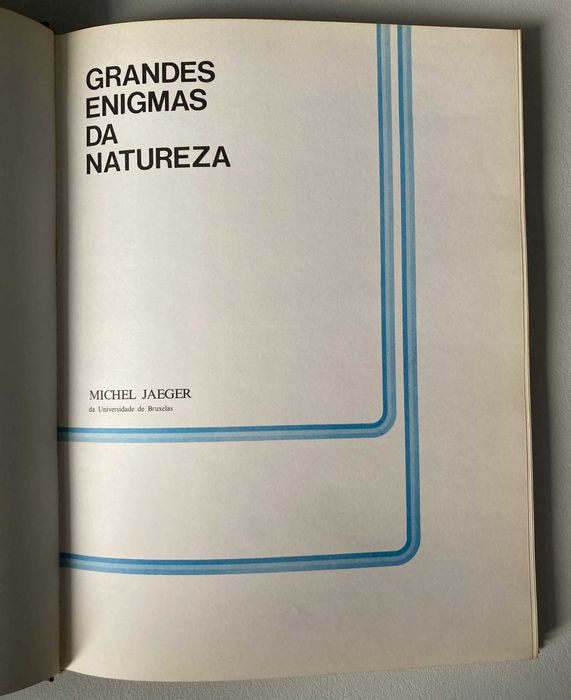 GRANDES
ENIGMAS
DA
NATUREZA
MICHEL JAEGER
da Universidade de Bruxelas